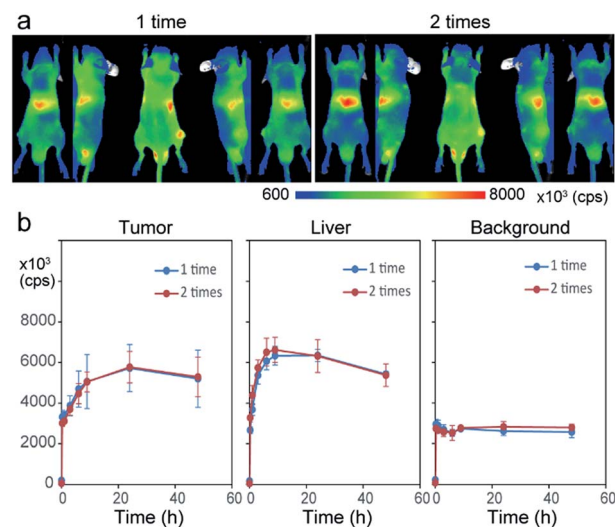 a
1 time
2 times
600
8000
x10³ (cps)
b
Tumor
Liver
Background
x10³
(cps)
1 time
2 times
1 time
2 times
1 time
2 times
8000
6000
4000
2000
0
0
20
40
60
0
20
40
60
0
20
40
60
Time (h)
Time (h)
Time (h)